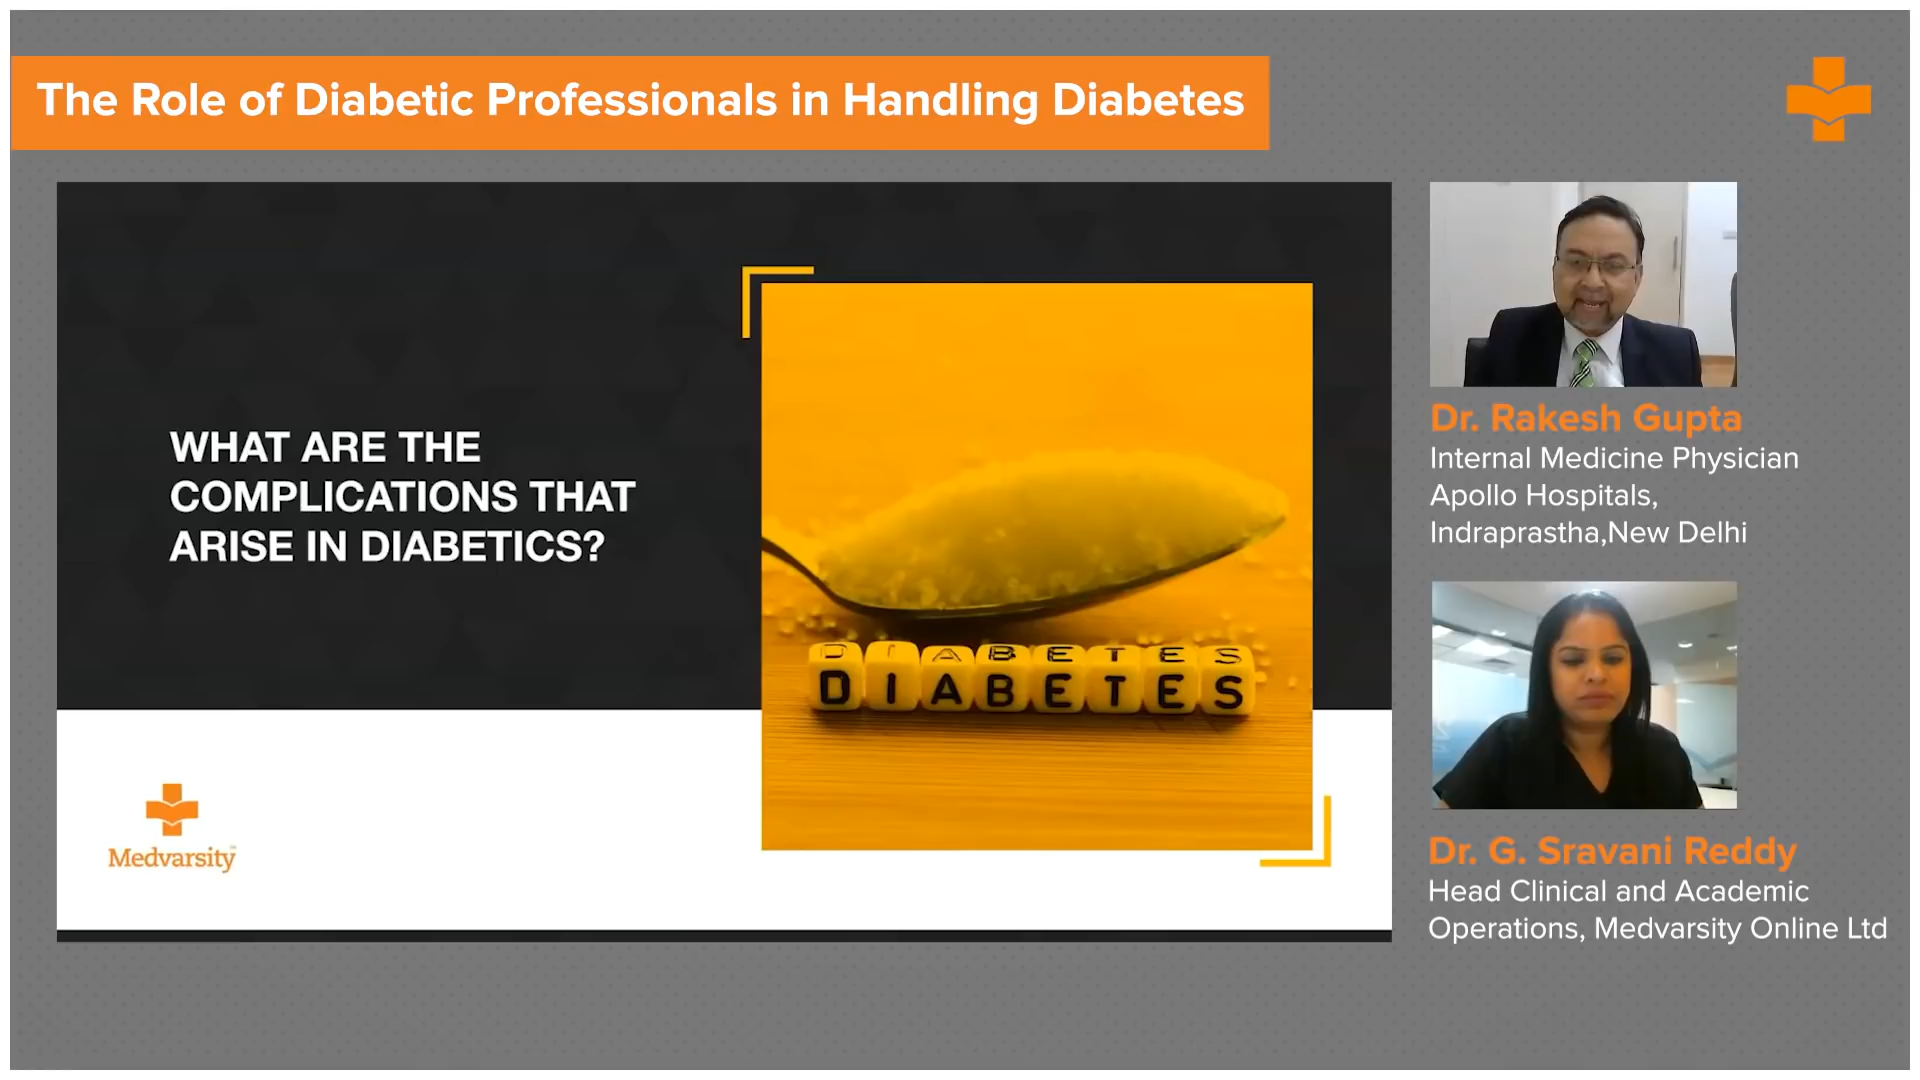 The Role of Diabetic Professionals in Handling Diabetes
WHAT ARE THE
COMPLICATIONS THAT
ARISE IN DIABETICS?
DIABETES
DIABETES
Medvarsity
Dr. Rakesh Gupta
Internal Medicine Physician
Apollo Hospitals,
Indraprastha,New Delhi
Dr. G. Sravani Reddy
Head Clinical and Academic
Operations, Medvarsity Online Ltd